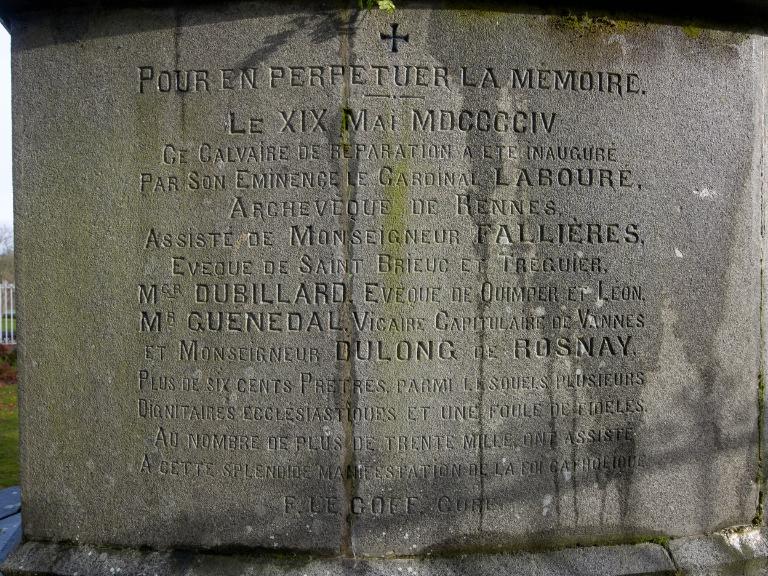 POUR EN PERPETUER LA MEMOIRE.
LE XIX MAI MDCCCCIV
CE CALVAIRE DE REPARATION A ETE INAUGURE
PAR SON EMINENCE LE CARDINAL LABOURE,
ARCHEVEQUE DE RENNES,
ASSISTE DE MONSEIGNEUR FALLIÈRES,
EVEQUE DE SAINT BRIEUC ET TREGUIER,
MGR DUBILLARD, EVEQUE DE QUIMPER ET LEON,
MR GUENEDAL, VICAIRE CAPITULAIRE DE VANNES
ET MONSEIGNEUR DULONG DE ROSNAY.
PLUS DE SIX CENTS PRETRES, PARMI LESQUELS PLUSIEURS
DIGNITAIRES ECCLESIASTIQUES ET UNE FOULE DE FIDELES,
AU NOMBRE DE PLUS DE TRENTE MILLE, ONT ASSISTE
A CETTE SPLENDIDE MANIFESTATION DE LA FOI CATHOLIQUE
F. LE GOFF, CURE